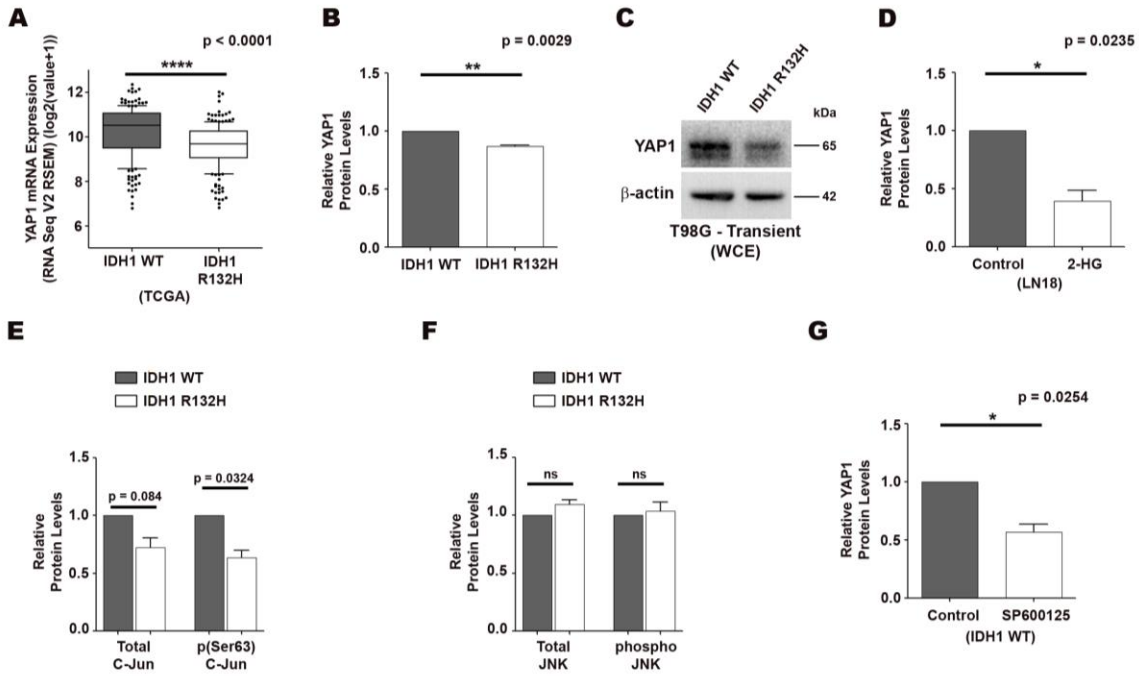 A
p < 0.0001
****
YAP1 mRNA Expression
(RNA Seq V2 RSEM) (log2(value+1))
12
10
8
6
IDH1 WT
IDH1
R132H
(TCGA)
B
p = 0.0029
**
Relative YAP1
Protein Levels
1.5
1.0
0.5
0.0
IDH1 WT
IDH1 R132H
C
IDH1 WT
IDH1 R132H
kDa
YAP1
65
β-actin
42
T98G - Transient
(WCE)
D
p = 0.0235
*
Relative YAP1
Protein Levels
1.5
1.0
0.5
0.0
Control
2-HG
(LN18)
E
IDH1 WT
IDH1 R132H
Relative
Protein Levels
1.5
1.0
0.5
0.0
p = 0.084
p = 0.0324
Total
C-Jun
p(Ser63)
C-Jun
F
IDH1 WT
IDH1 R132H
Relative
Protein Levels
1.5
1.0
0.5
0.0
ns
ns
Total
JNK
phospho
JNK
G
p = 0.0254
*
Relative YAP1
Protein Levels
1.5
1.0
0.5
0.0
Control
SP600125
(IDH1 WT)